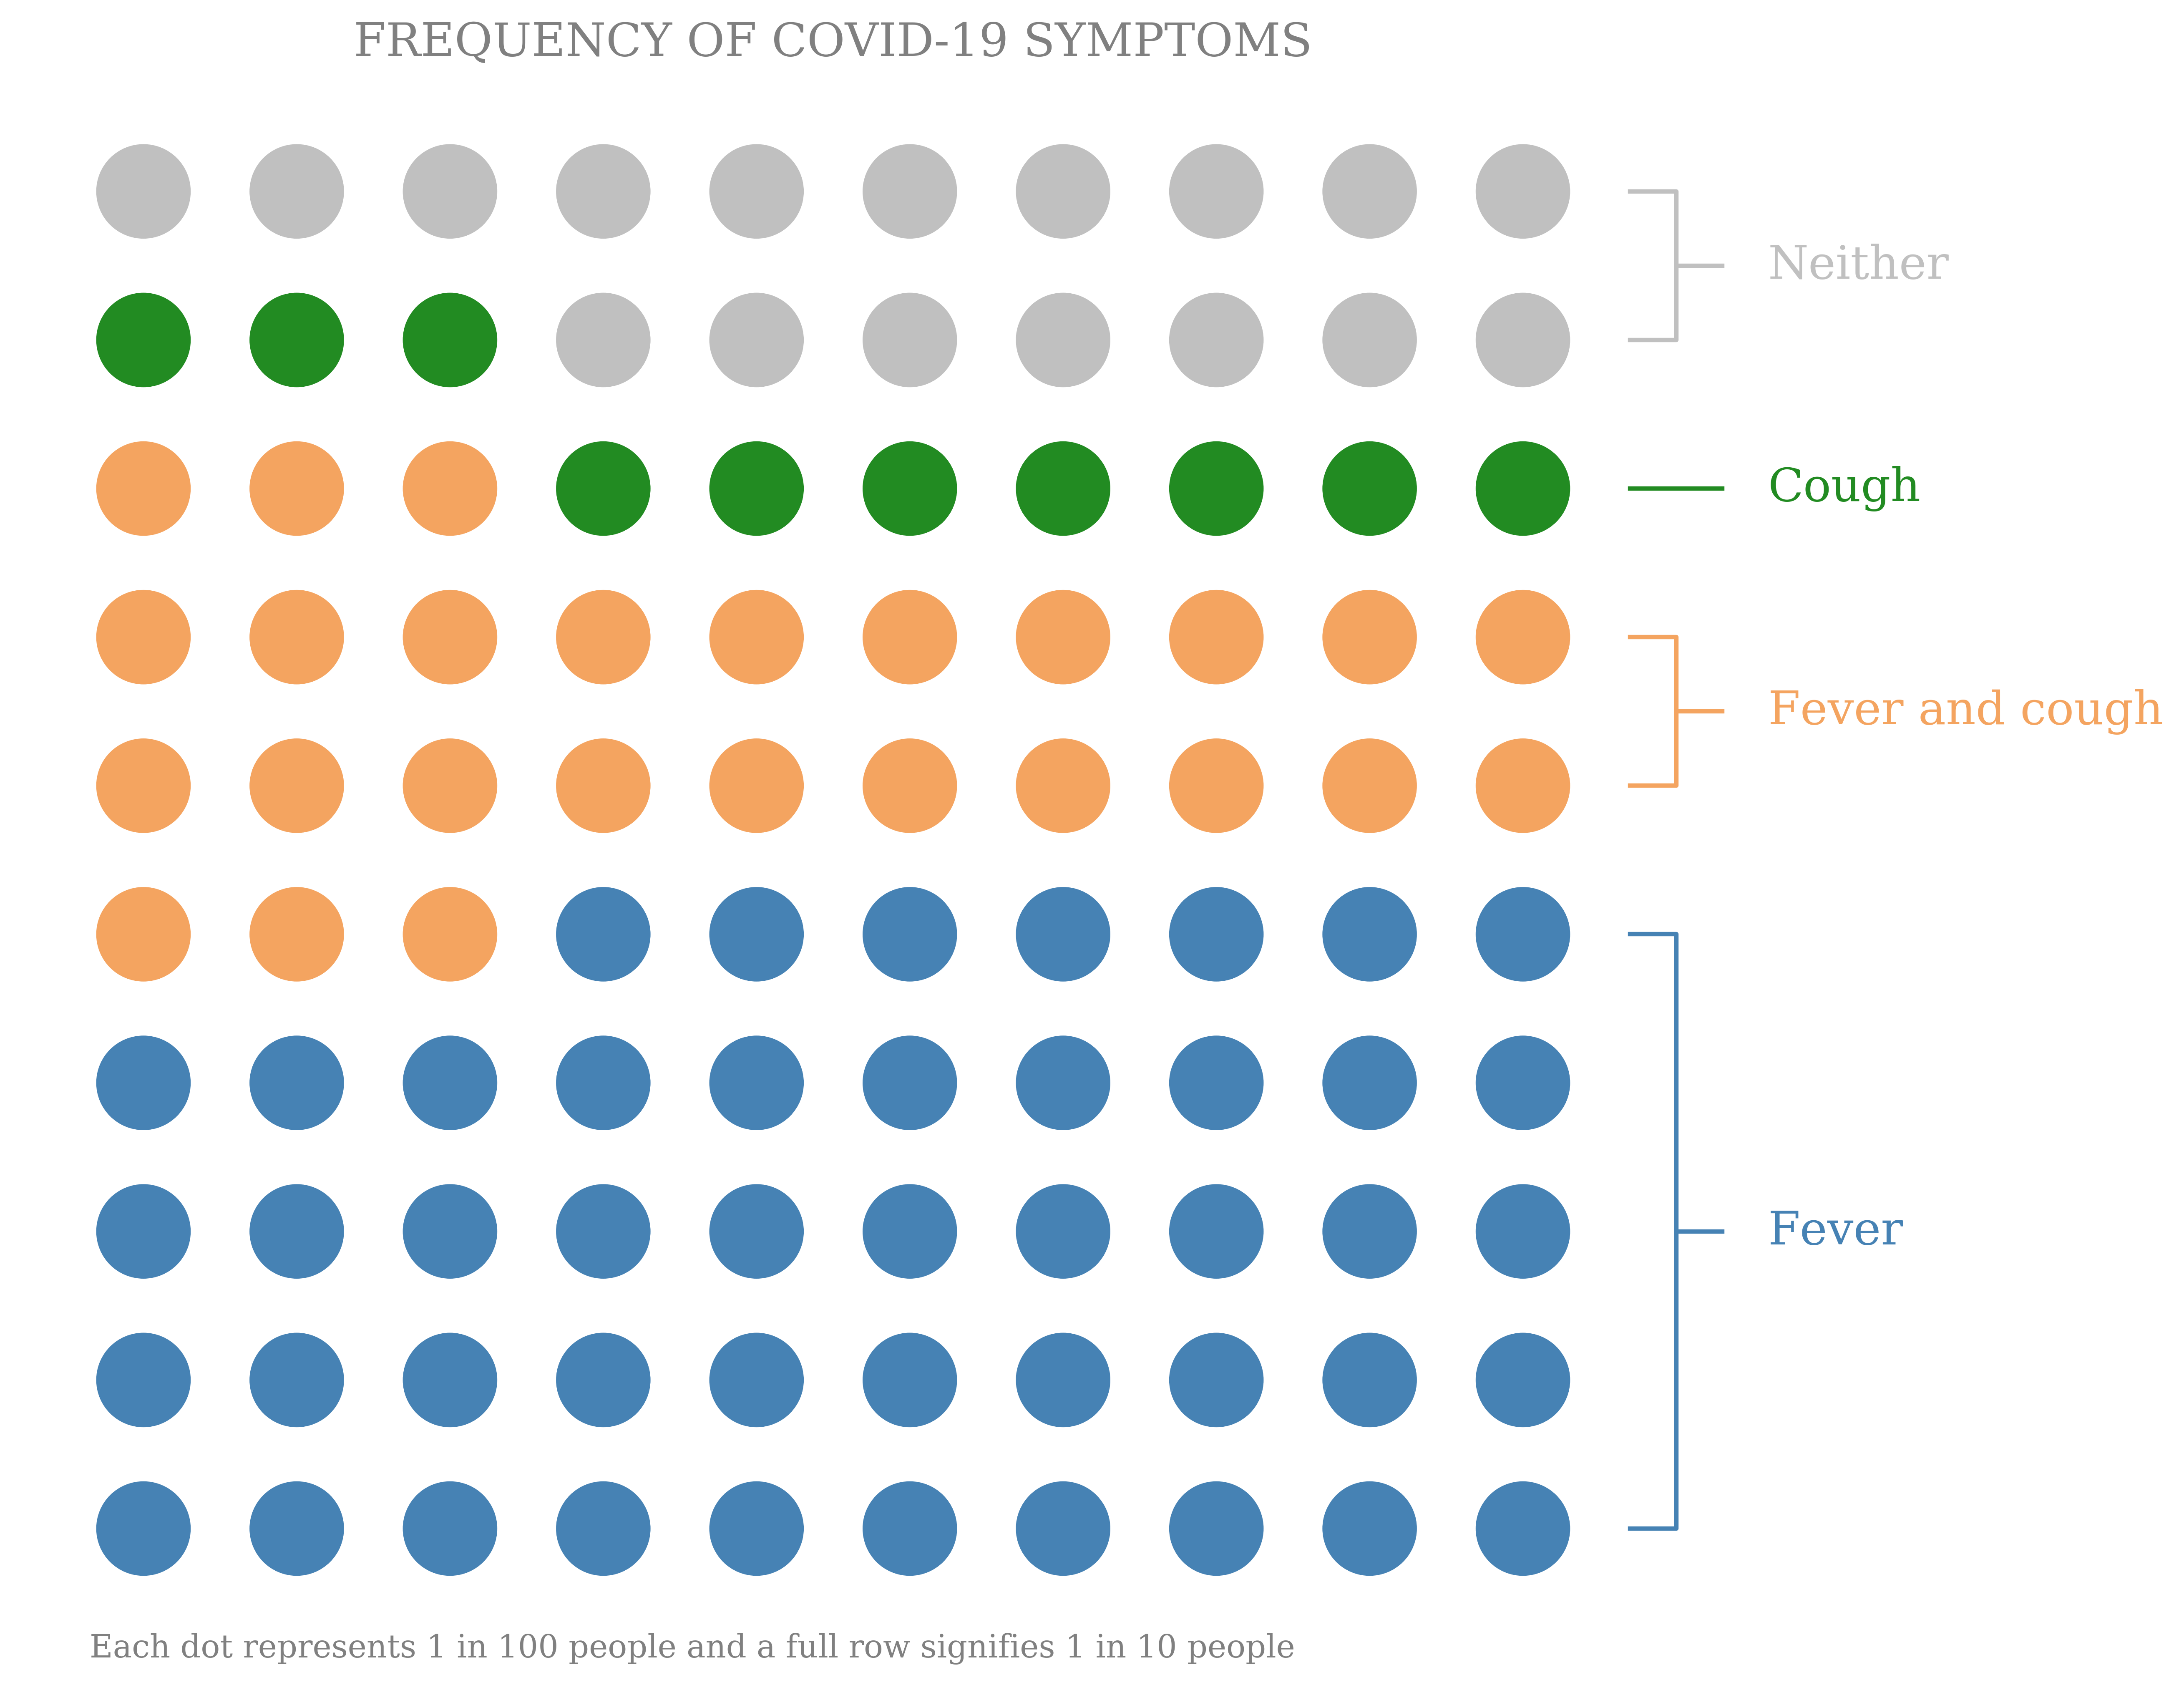 FREQUENCY OF COVID-19 SYMPTOMS
Neither
Cough
Fever and cough
Fever
Each dot represents 1 in 100 people and a full row signifies 1 in 10 people